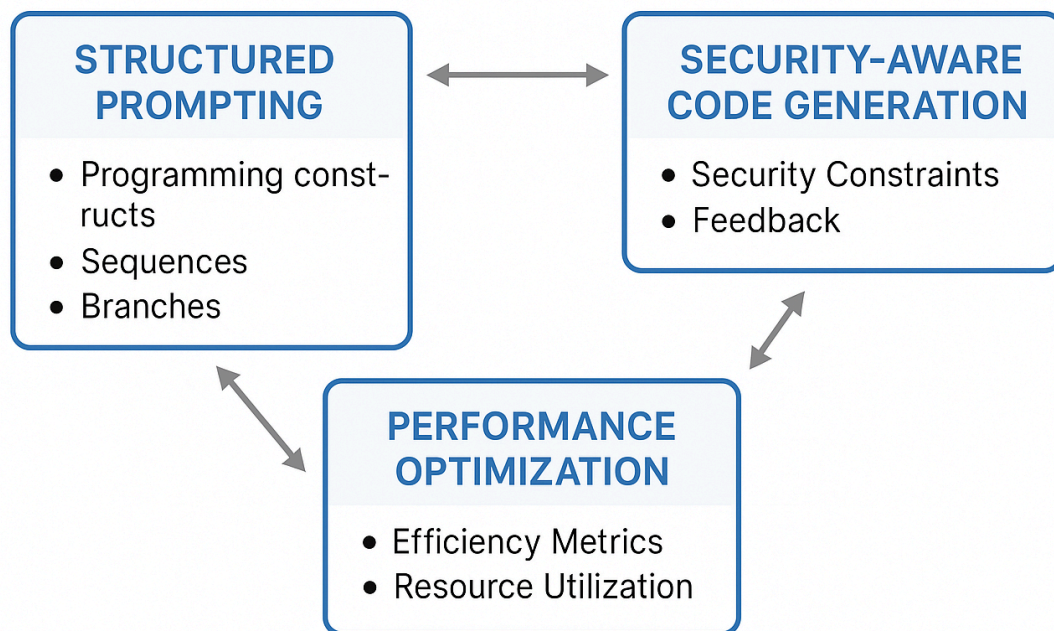 STRUCTURED
PROMPTING
• Programming const-
ructs
• Sequences
• Branches
SECURITY-AWARE
CODE GENERATION
• Security Constraints
• Feedback
PERFORMANCE
OPTIMIZATION
• Efficiency Metrics
• Resource Utilization